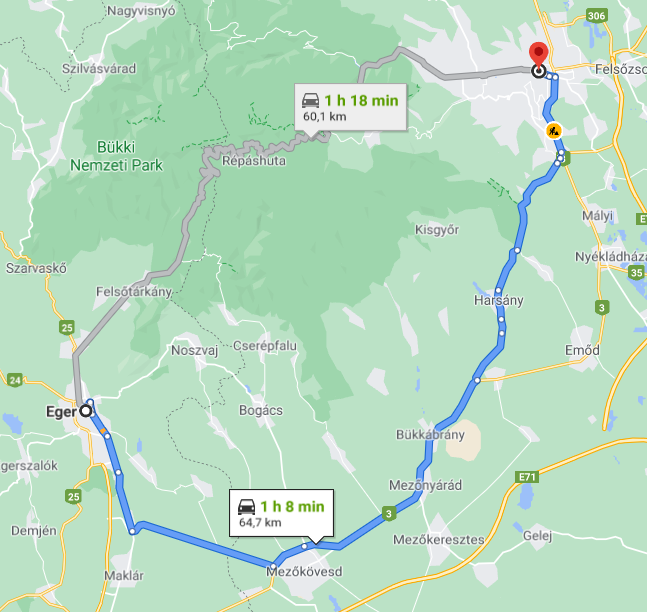 Nagyvisnyó
306
Szilvásvárad
Felsőzso
1 h 18 min
60,1 km
Bükki
Nemzeti Park
Répáshuta
Mályi
Kisgyőr
Nyékládháza
E7
35
Szarvaskő
Felsőtárkány
Harsány
3
25
Noszvaj
Cserépfalu
Emőd
24
Eger
Bogács
Bükkábrány
gerszalók
E71
25
1 h 8 min
64,7 km
Mezőnyárád
3
Demjén
Mezőkeresztes
Gelej
Maklár
Mezőkövesd